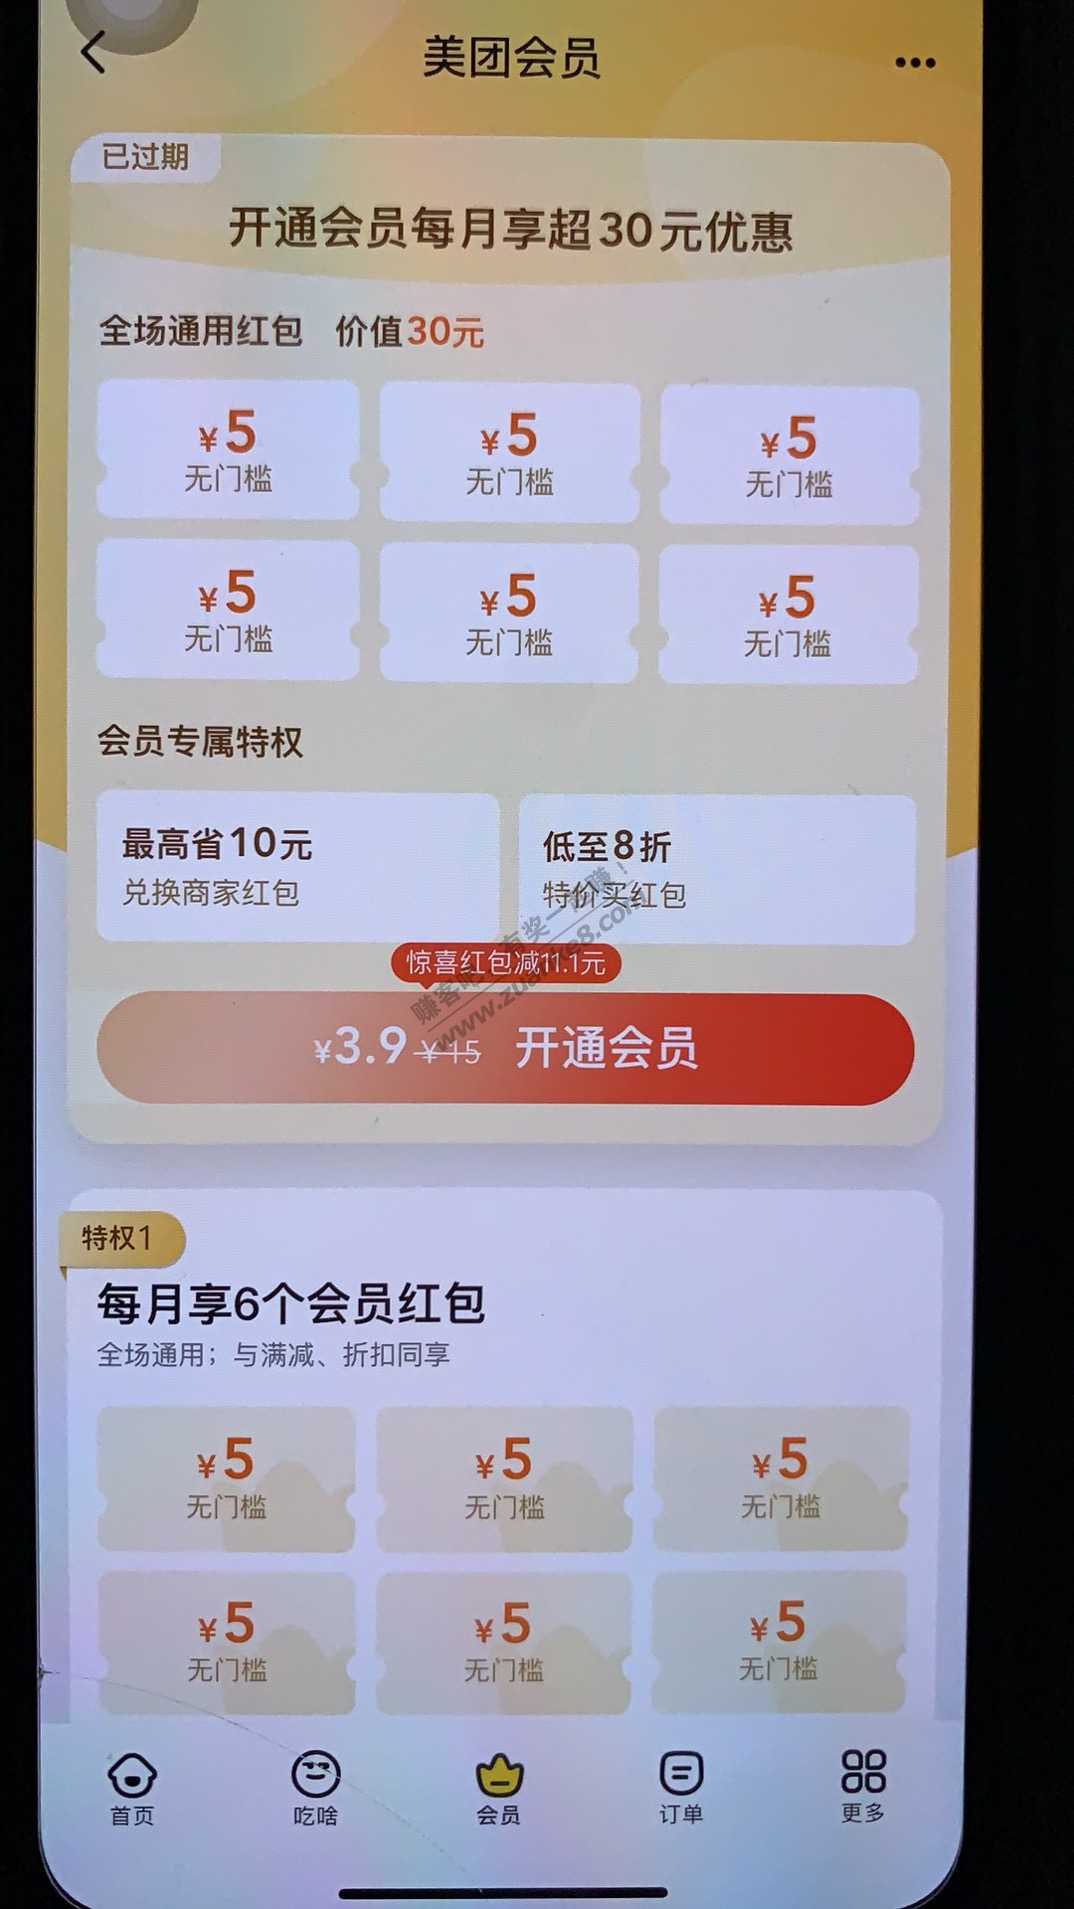 美团会员
已过期
开通会员每月享超30元优惠
全场通用红包 价值30元
¥5 ¥5 ¥5
无门槛 无门槛 无门槛
¥5 ¥5 ¥5
无门槛 无门槛 无门槛
会员专属特权
最高省10元 低至8折
兑换商家红包 特价买红包
惊喜红包减11.1元
¥3.9 ¥15 开通会员
赚客吧,有奖一起赚!
www.zuanke8.com
特权1
每月享6个会员红包
全场通用；与满减、折扣同享
¥5 ¥5 ¥5
无门槛 无门槛 无门槛
¥5 ¥5 ¥5
无门槛 无门槛 无门槛
首页 吃啥 会员 订单 更多